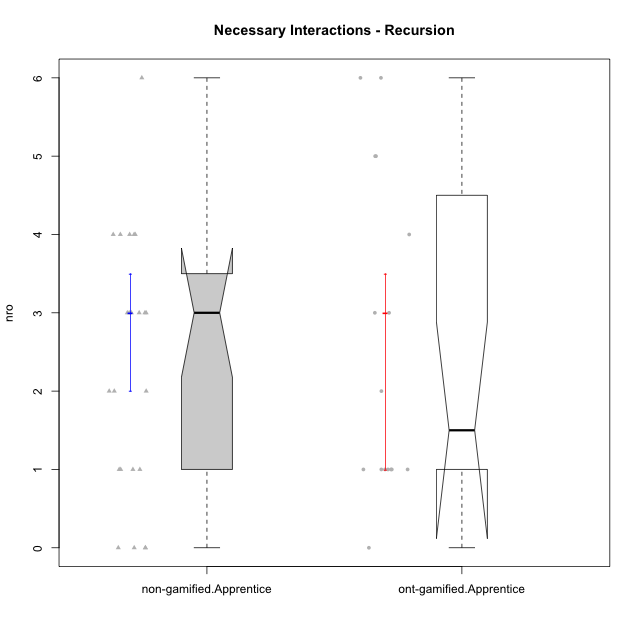 Necessary Interactions - Recursion
6
5
4
3
2
1
0
nro
non-gamified.Apprentice
ont-gamified.Apprentice